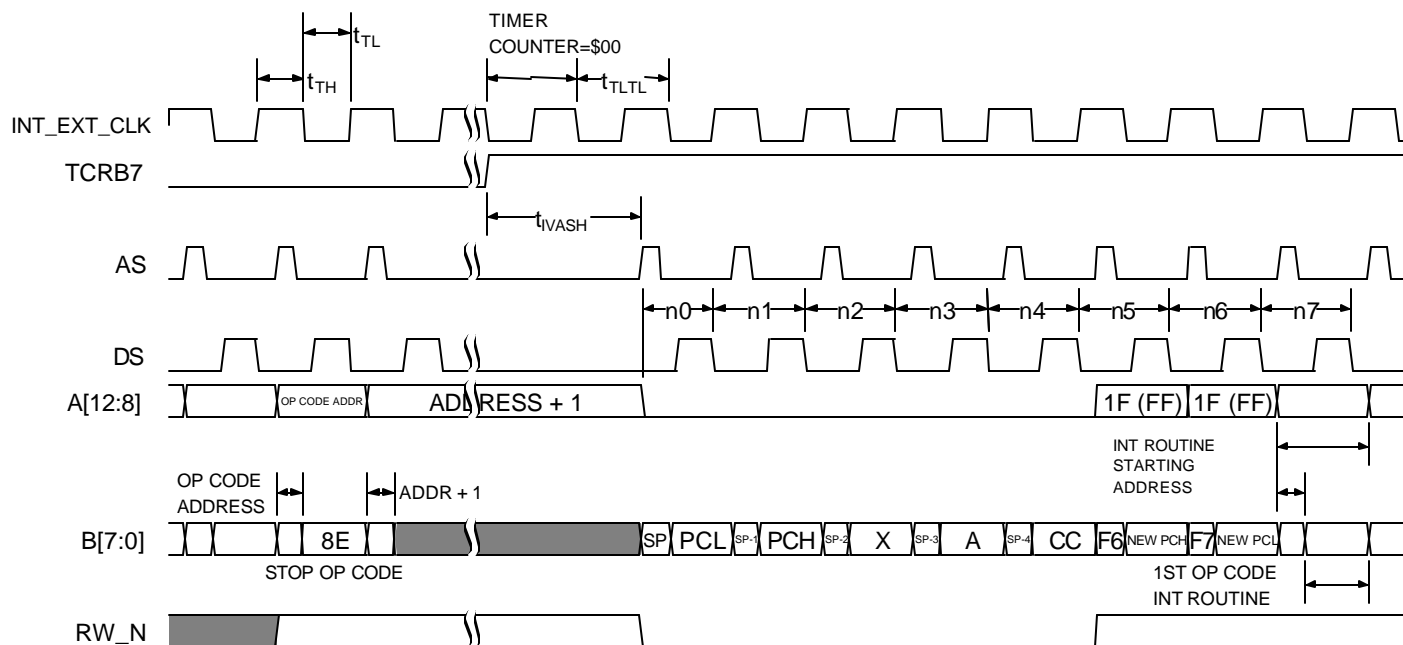 TIMER
COUNTER=$00
tTL
tTH
tTLTL
INT_EXT_CLK
TCRB7
tIVASH
AS
n0 n1 n2 n3 n4 n5 n6 n7
DS
A[12:8] OP CODE ADDR ADDRESS + 1 1F (FF) 1F (FF)
INT ROUTINE
STARTING
ADDRESS
OP CODE
ADDRESS
ADDR + 1
B[7:0] 8E SP PCL SP-1 PCH SP-2 X SP-3 A SP-4 CC F6 NEW PCH F7 NEW PCL
STOP OP CODE
1ST OP CODE
INT ROUTINE
RW_N